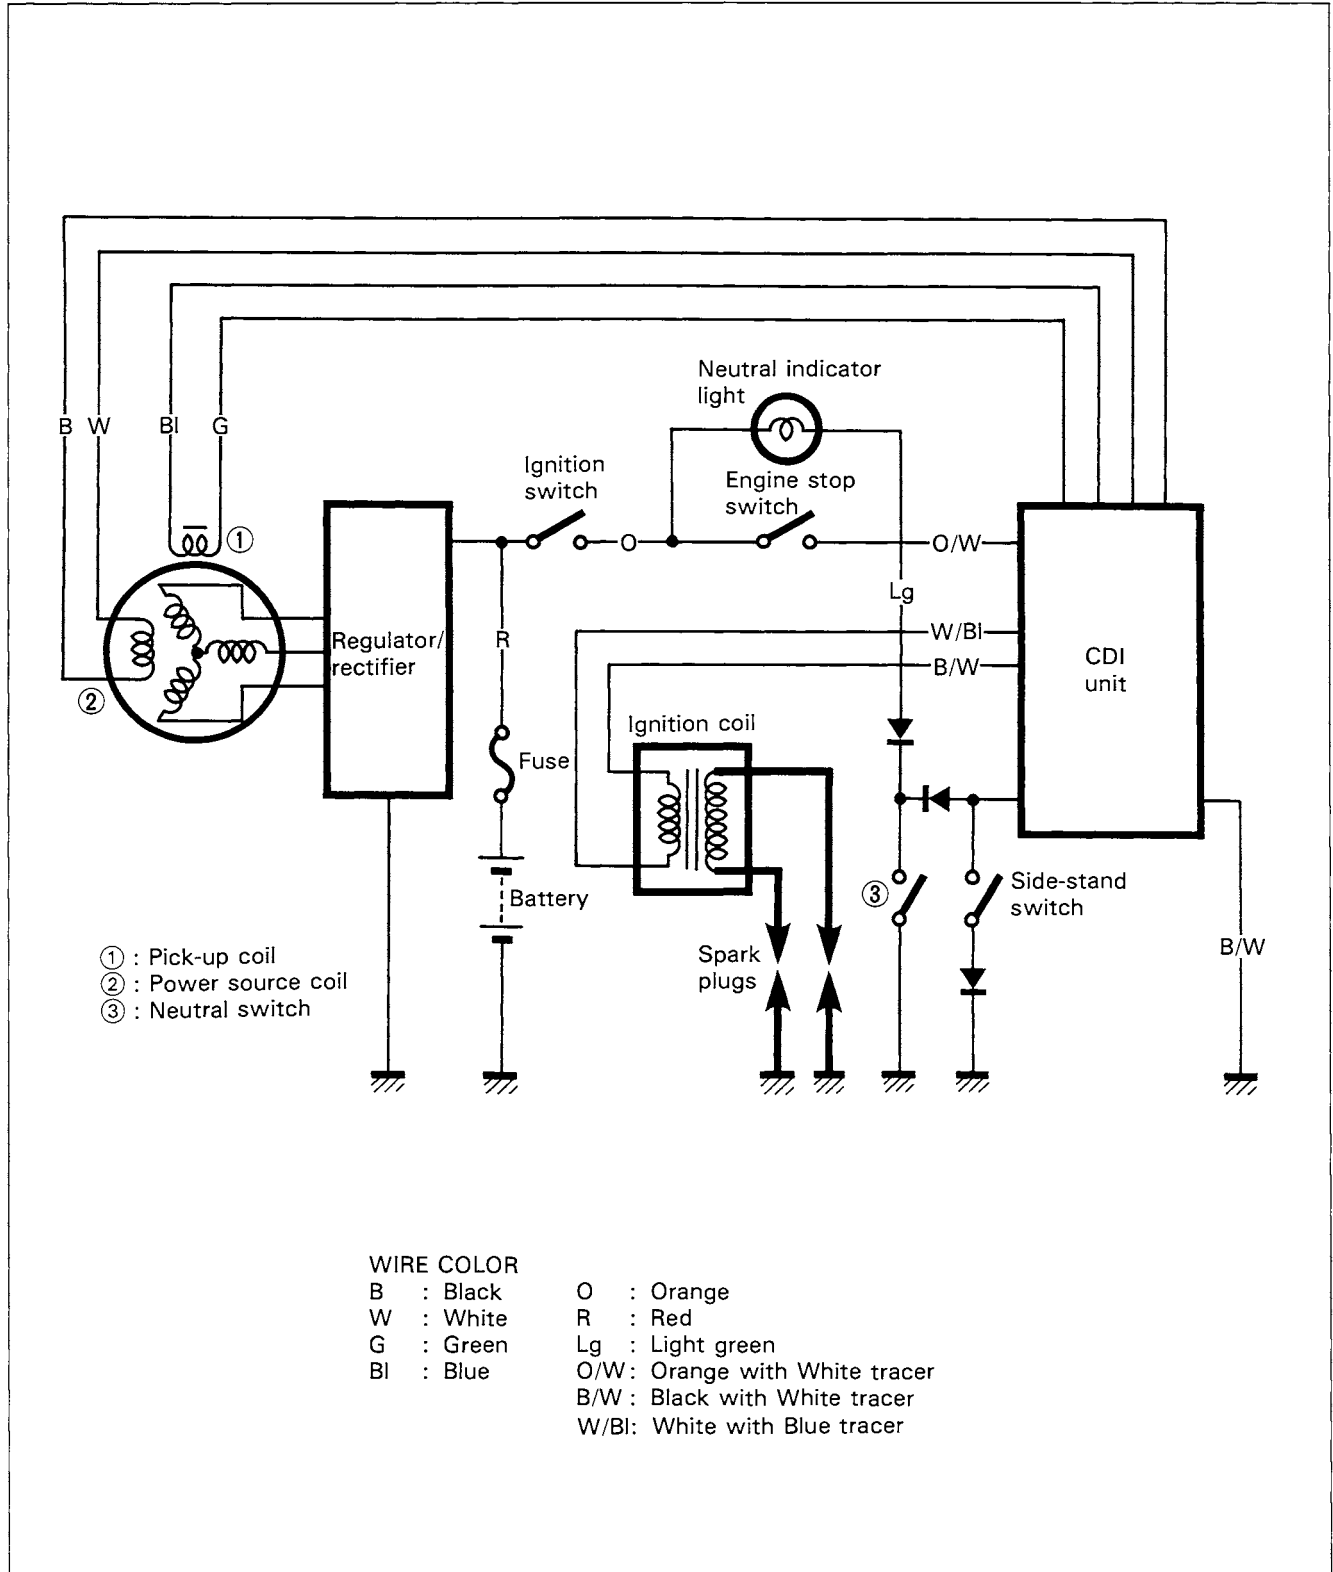 Neutral indicator
light
B W Bl G
Ignition
switch
Engine stop
switch
①
O
O/W
Lg
Regulator/
rectifier
R
W/Bl
B/W
CDI
unit
②
Ignition coil
Fuse
③
Side-stand
switch
Battery
Spark
plugs
B/W
① : Pick-up coil
② : Power source coil
③ : Neutral switch
WIRE COLOR
B : Black
W : White
G : Green
Bl : Blue
O : Orange
R : Red
Lg : Light green
O/W : Orange with White tracer
B/W : Black with White tracer
W/Bl: White with Blue tracer